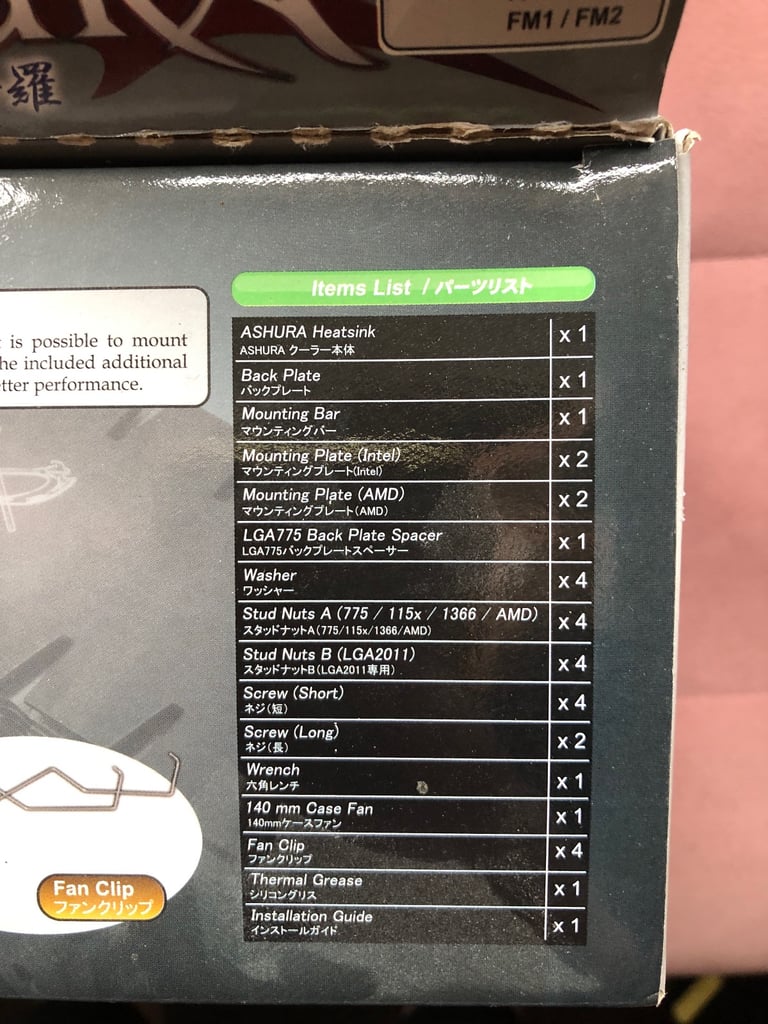 FM1 / FM2
羅
is possible to mount
he included additional
etter performance.
Items List / パーツリスト
ASHURA Heatsink
ASHURA クーラー本体
x 1
Back Plate
バックプレート
x 1
Mounting Bar
マウンティングバー
x 1
Mounting Plate (Intel)
マウンティングプレート(Intel)
x 2
Mounting Plate (AMD)
マウンティングプレート(AMD)
x 2
LGA775 Back Plate Spacer
LGA775バックプレートスペーサー
x 1
Washer
ワッシャー
x 4
Stud Nuts A (775 / 115x / 1366 / AMD)
スタッドナットA(775/115x/1366/AMD)
x 4
Stud Nuts B (LGA2011)
スタッドナットB(LGA2011専用)
x 4
Screw (Short)
ネジ(短)
x 4
Screw (Long)
ネジ(長)
x 2
Wrench
六角レンチ
x 1
140 mm Case Fan
140mmケースファン
x 1
Fan Clip
ファンクリップ
x 4
Thermal Grease
シリコングリス
x 1
Installation Guide
インストールガイド
x 1
Fan Clip
ファンクリップ